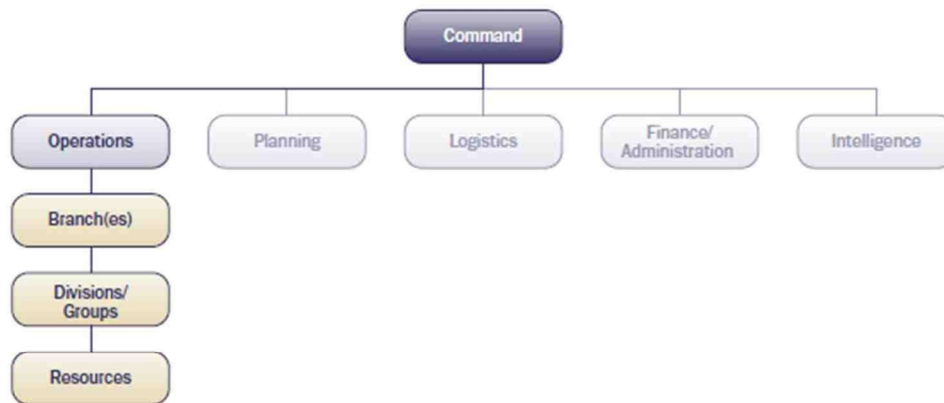 Command
Operations
Planning
Logistics
Finance/
Administration
Intelligence
Branch(es)
Divisions/
Groups
Resources